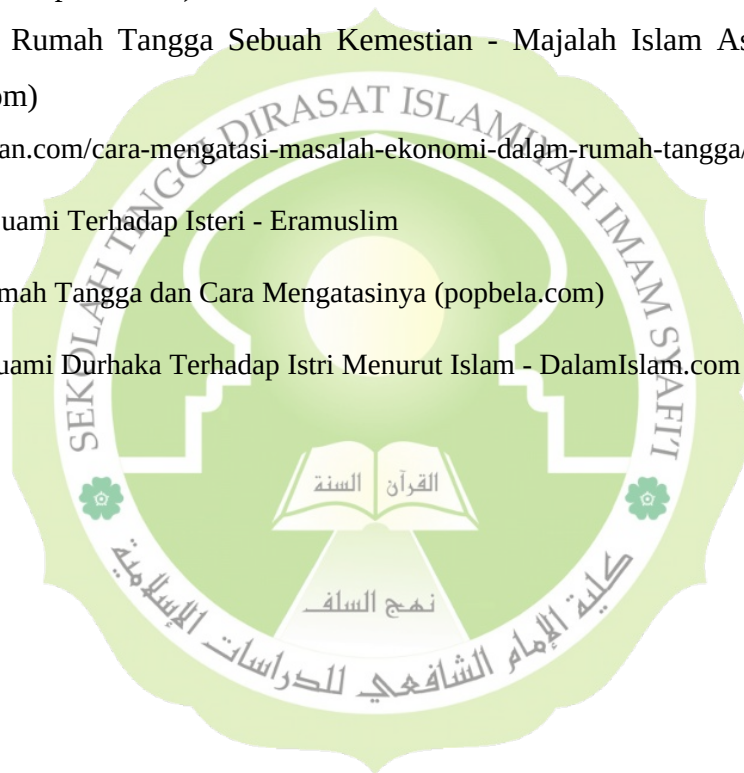 Rumah Tangga Sebuah Kemestian - Majalah Islam As
om)
an.com/cara-mengatasi-masalah-ekonomi-dalam-rumah-tangga/
uami Terhadap Isteri - Eramuslim
mah Tangga dan Cara Mengatasinya (popbela.com)
uami Durhaka Terhadap Istri Menurut Islam - DalamIslam.com
SEKOLAH TINGGI DIRASAT ISLAMIYAH IMAM SYAFI'I
القرآن السنة
نهج السلف
كلية الإمام الشافعي للدراسات الإسلامية